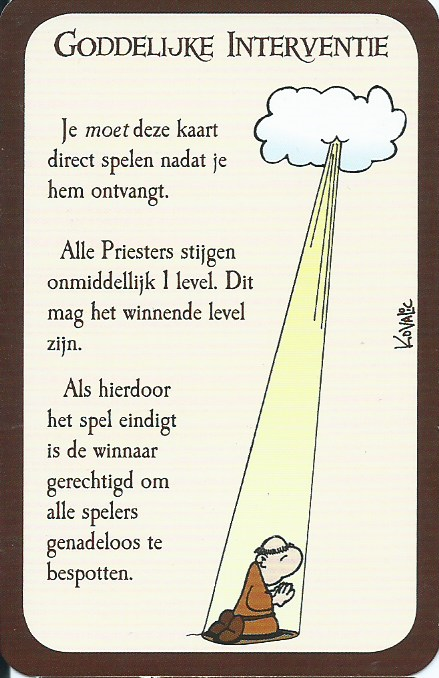 Goddelijke Interventie
Je moet deze kaart
direct spelen nadat je
hem ontvangt.
Alle Priesters stijgen
onmiddellijk 1 level. Dit
mag het winnende level
zijn.
Als hierdoor
het spel eindigt
is de winnaar
gerechtigd om
alle spelers
genadeloos te
bespotten.
Kovalic